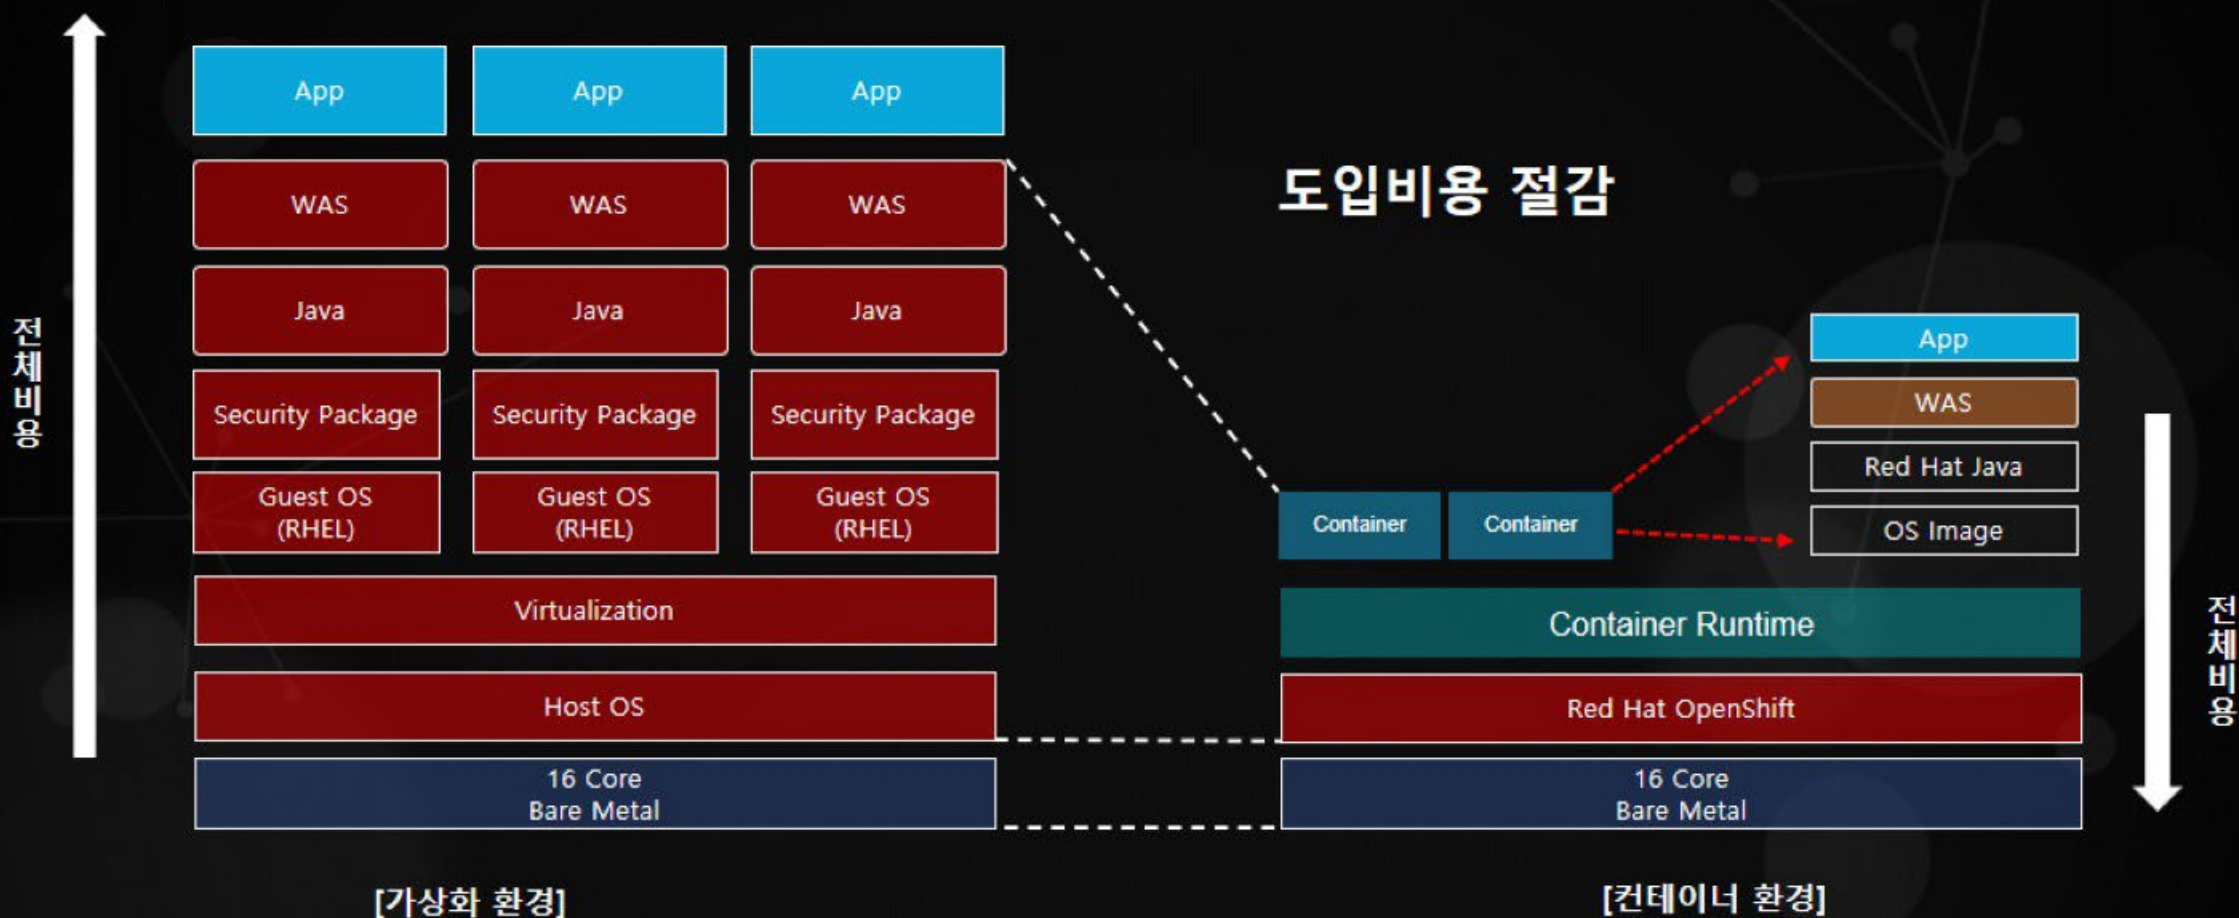 전체비용
App
App
App
WAS
WAS
WAS
Java
Java
Java
Security Package
Security Package
Security Package
Guest OS
(RHEL)
Guest OS
(RHEL)
Guest OS
(RHEL)
Virtualization
Host OS
16 Core
Bare Metal
[가상화 환경]
도입비용 절감
App
WAS
Red Hat Java
OS Image
Container
Container
Container Runtime
Red Hat OpenShift
16 Core
Bare Metal
전체비용
[컨테이너 환경]